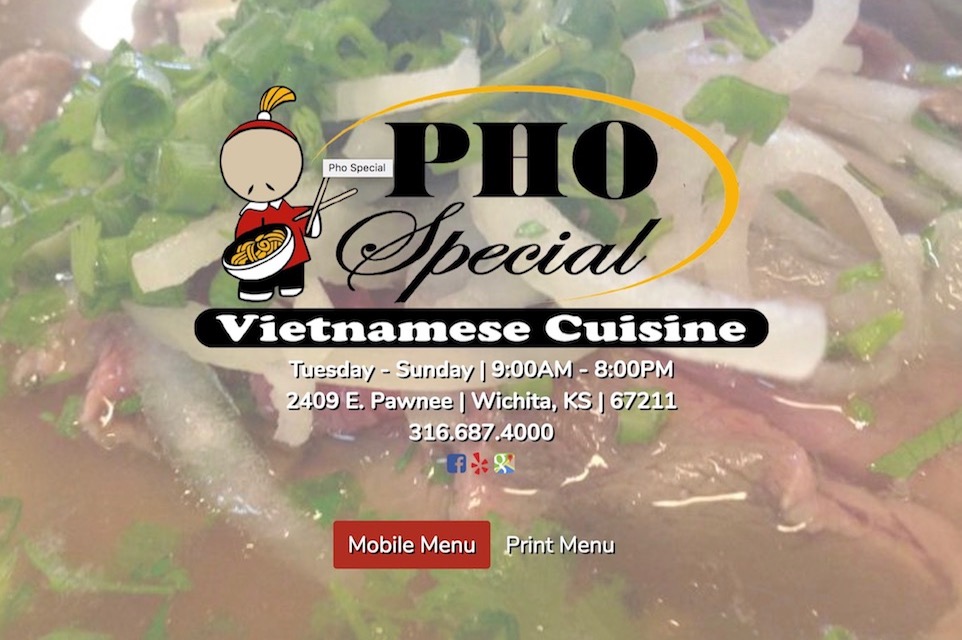 PHO
Pho Special
Special
Vietnamese Cuisine
Tuesday - Sunday | 9:00AM - 8:00PM
2409 E. Pawnee | Wichita, KS | 67211
316.687.4000
Mobile Menu Print Menu